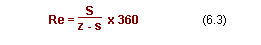 Re = S / z - s x 360 (6.3)